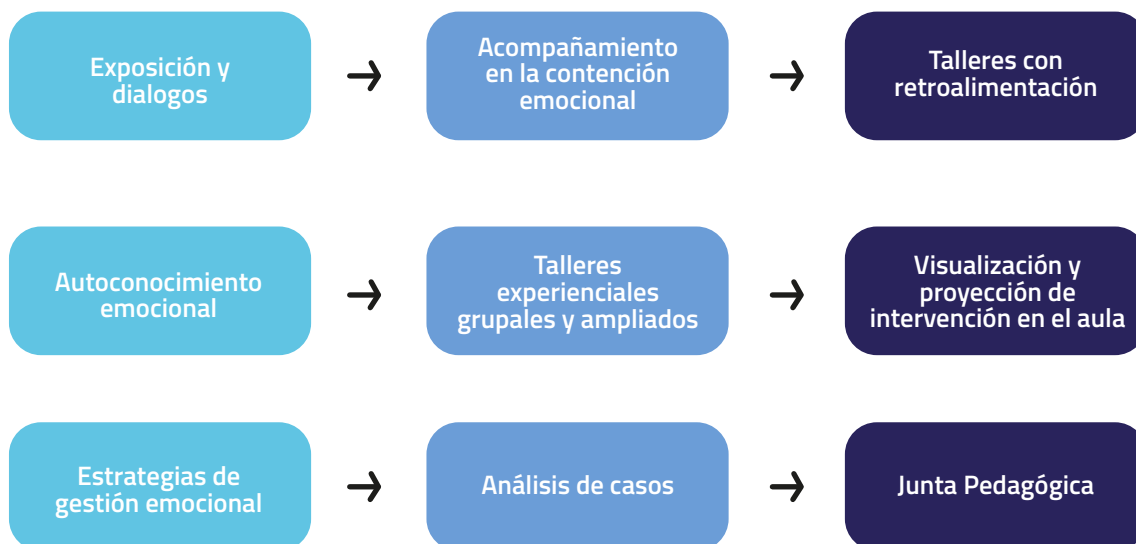 Exposición y
dialogos
Acompañamiento
en la contención
emocional
Talleres con
retroalimentación
Autoconocimiento
emocional
Talleres
experienciales
grupales y ampliados
Visualización y
proyección de
intervención en el aula
Estrategias de
gestión emocional
Análisis de casos
Junta Pedagógica